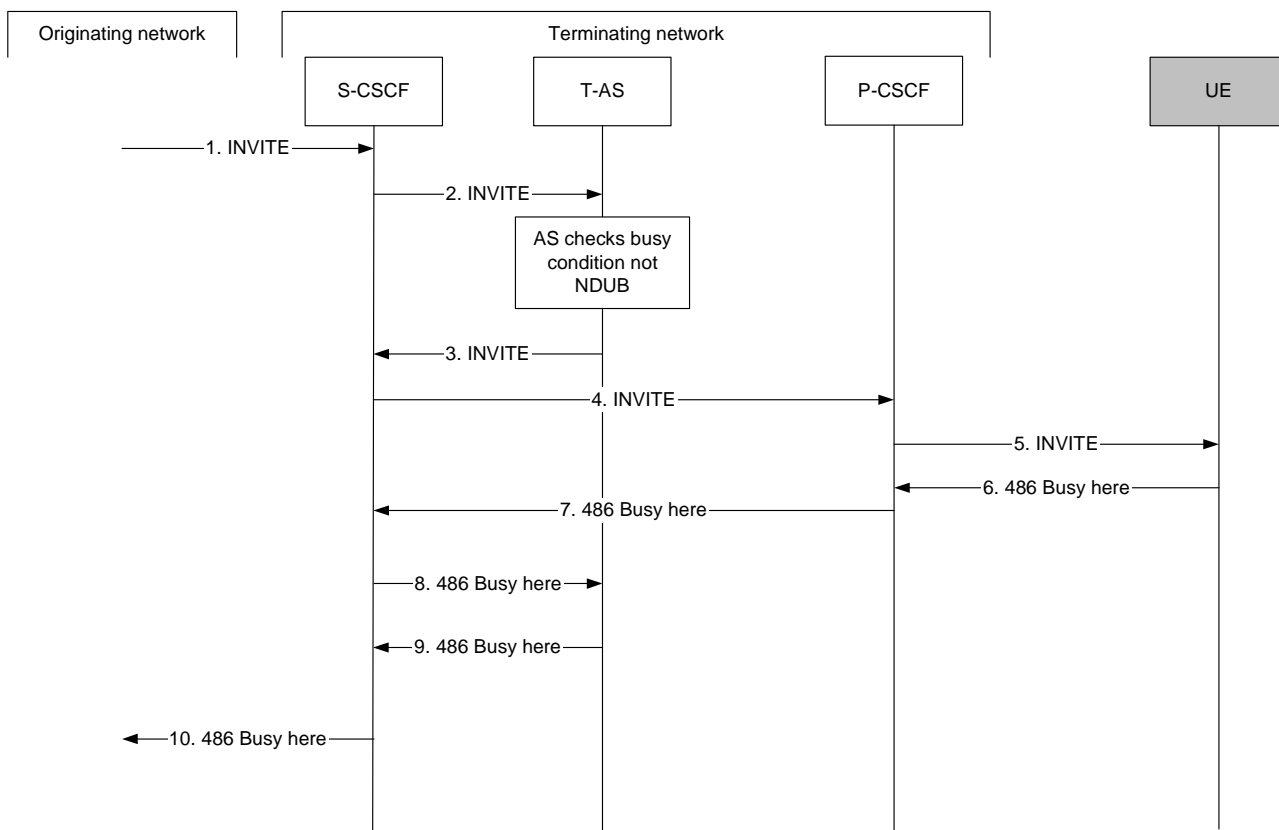 Originating network
Terminating network
S-CSCF
T-AS
P-CSCF
UE
1. INVITE
2. INVITE
AS checks busy
condition not
NDUB
3. INVITE
4. INVITE
5. INVITE
6. 486 Busy here
7. 486 Busy here
8. 486 Busy here
9. 486 Busy here
10. 486 Busy here